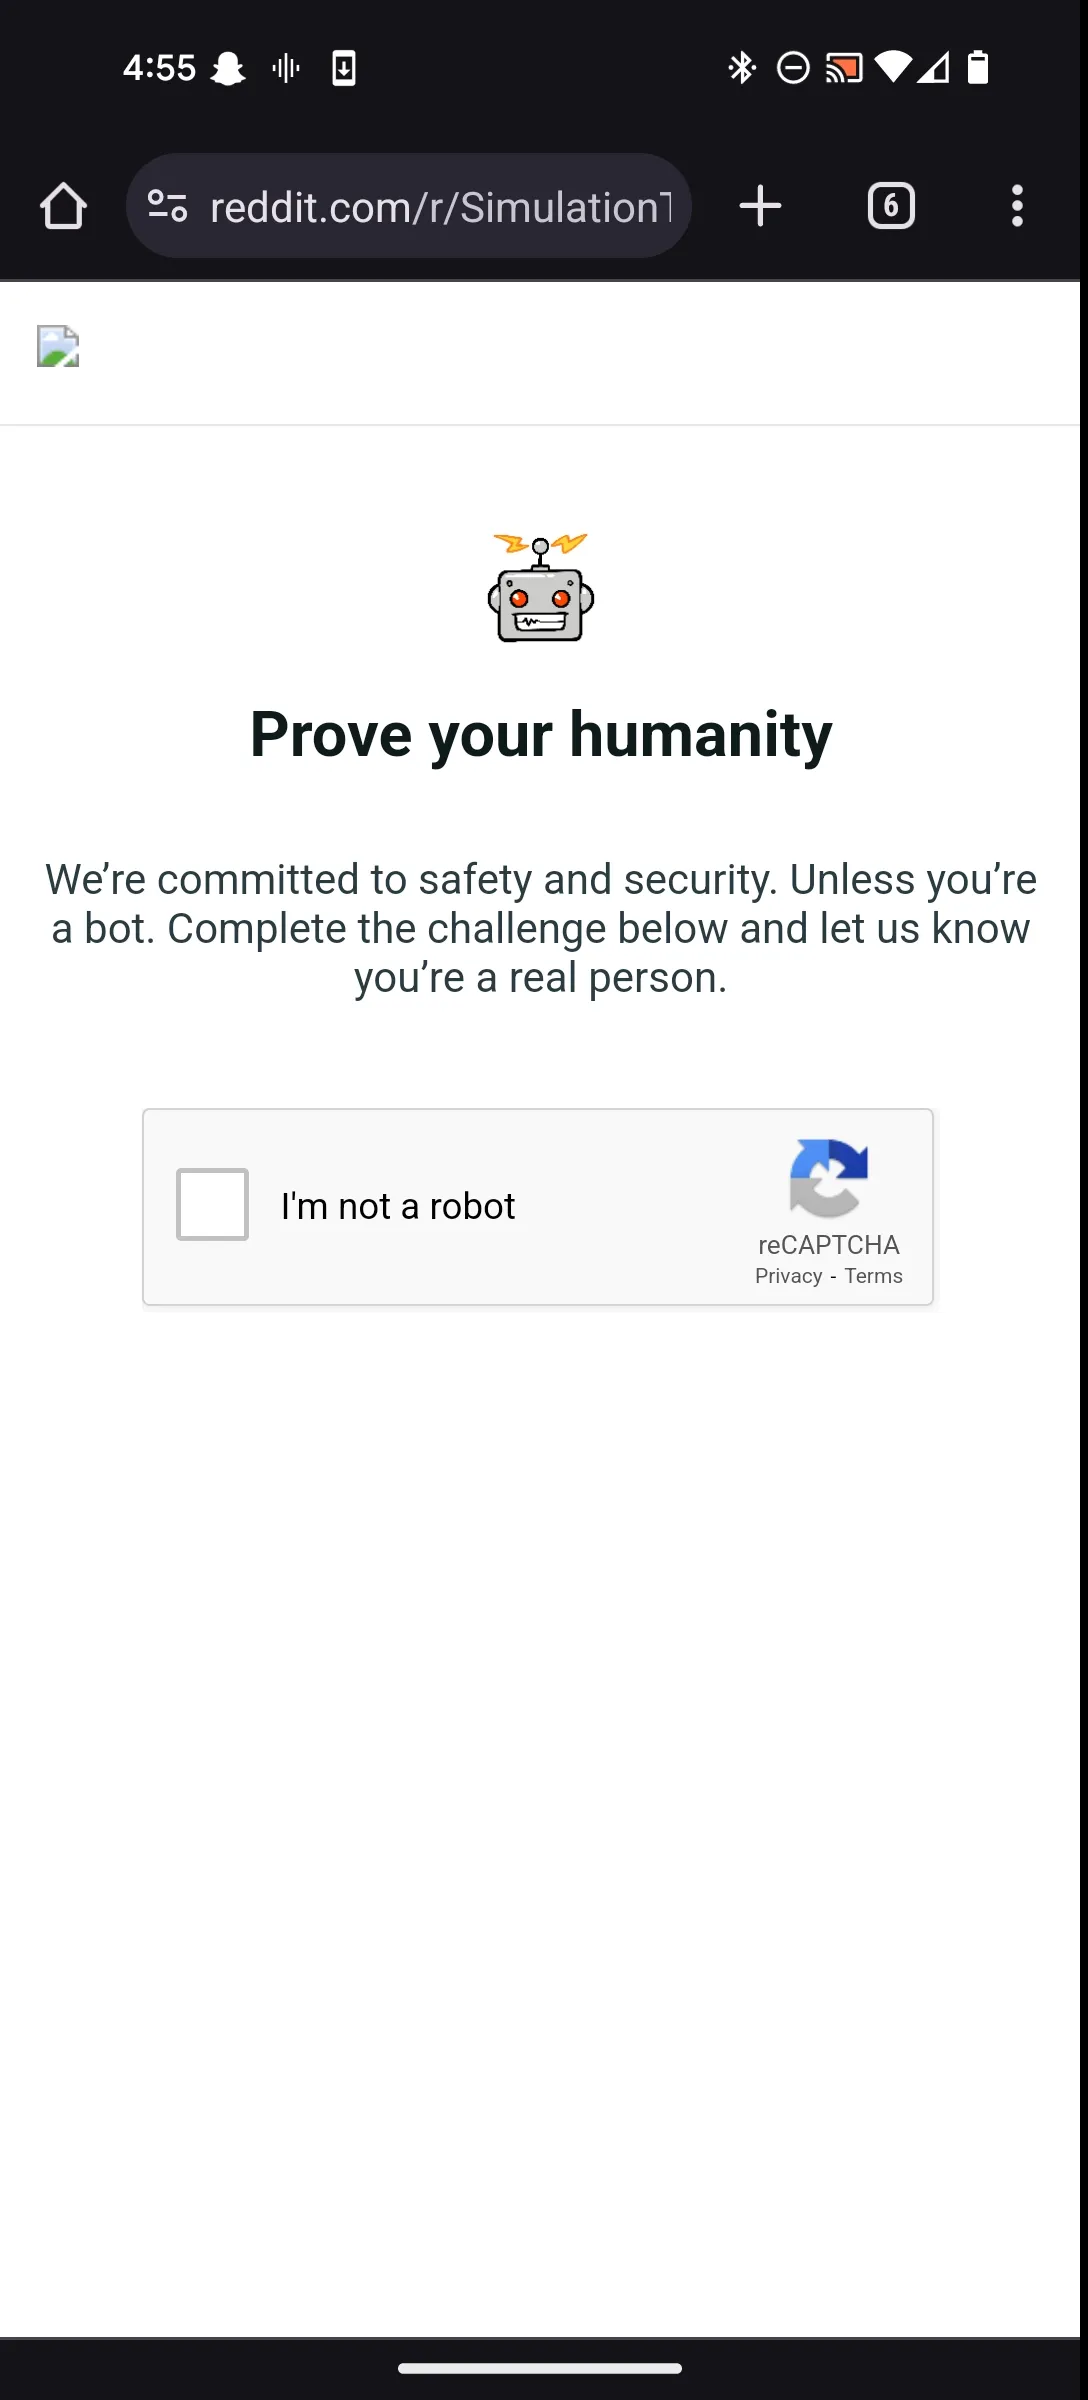 4:55
reddit.com/r/Simulation
6
Prove your humanity
We’re committed to safety and security. Unless you’re
a bot. Complete the challenge below and let us know
you’re a real person.
I'm not a robot
reCAPTCHA
Privacy - Terms